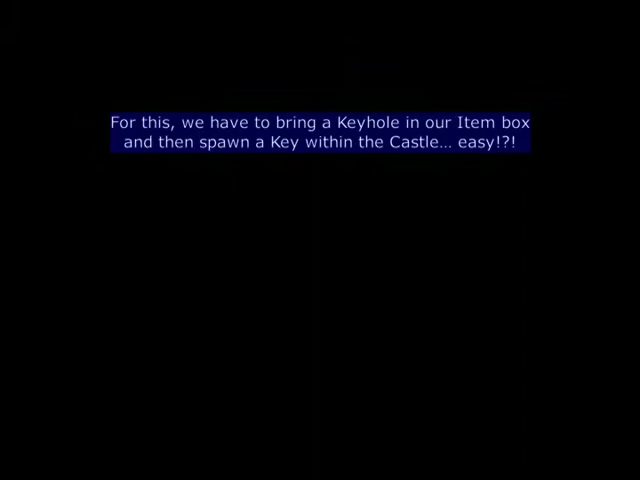 For this, we have to bring a Keyhole in our Item box
and then spawn a Key within the Castle... easy!?!